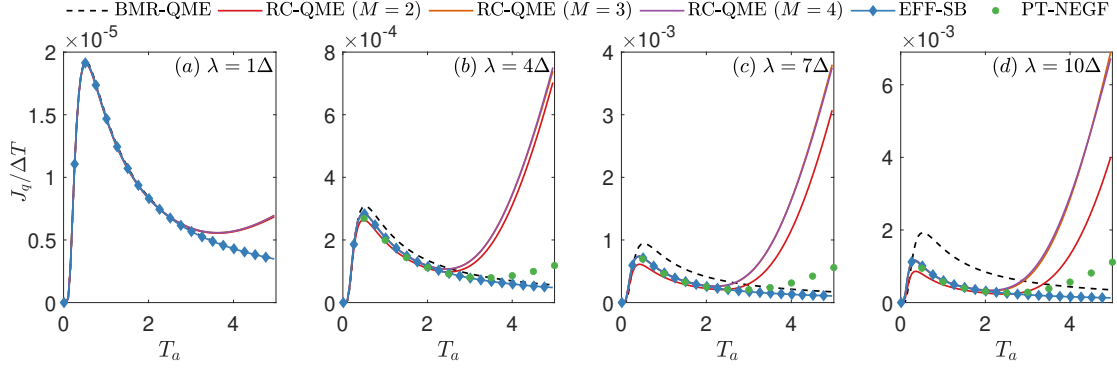 BMR-QME RC-QME (M = 2) RC-QME (M = 3) RC-QME (M = 4) EFF-SB PT-NEGF
×10⁻⁵ ×10⁻⁴ ×10⁻³ ×10⁻³
(a) λ = 1Δ (b) λ = 4Δ (c) λ = 7Δ (d) λ = 10Δ
2 8 4 6
1.5 6 3 4
1 4 2 2
0.5 2 1 0
0 0 0
0 2 4 0 2 4 0 2 4 0 2 4
J_q/ΔT
T_a T_a T_a T_a